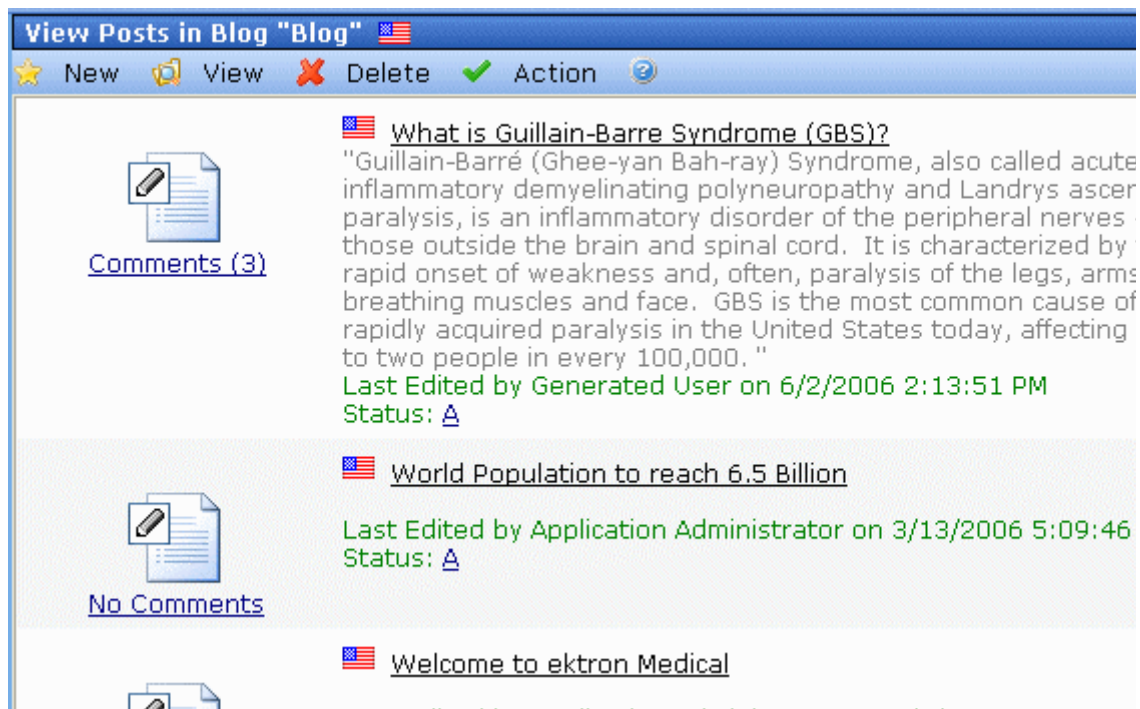 View Posts in Blog "Blog"
New View Delete Action
What is Guillain-Barre Syndrome (GBS)?
"Guillain-Barré (Ghee-yan Bah-ray) Syndrome, also called acute
inflammatory demyelinating polyneuropathy and Landrys
paralysis, is an inflammatory disorder of the peripheral nerves
those outside the brain and spinal cord. It is characterized by
rapid onset of weakness and, often, paralysis of the legs, arms
breathing muscles and face. GBS is the most common cause of
rapidly acquired paralysis in the United States today, affecting
to two people in every 100,000. "
Last Edited by Generated User on 6/2/2006 2:13:51 PM
Status: A
Comments (3)
World Population to reach 6.5 Billion
Last Edited by Application Administrator on 3/13/2006 5:09:46
Status: A
No Comments
Welcome to ektron Medical